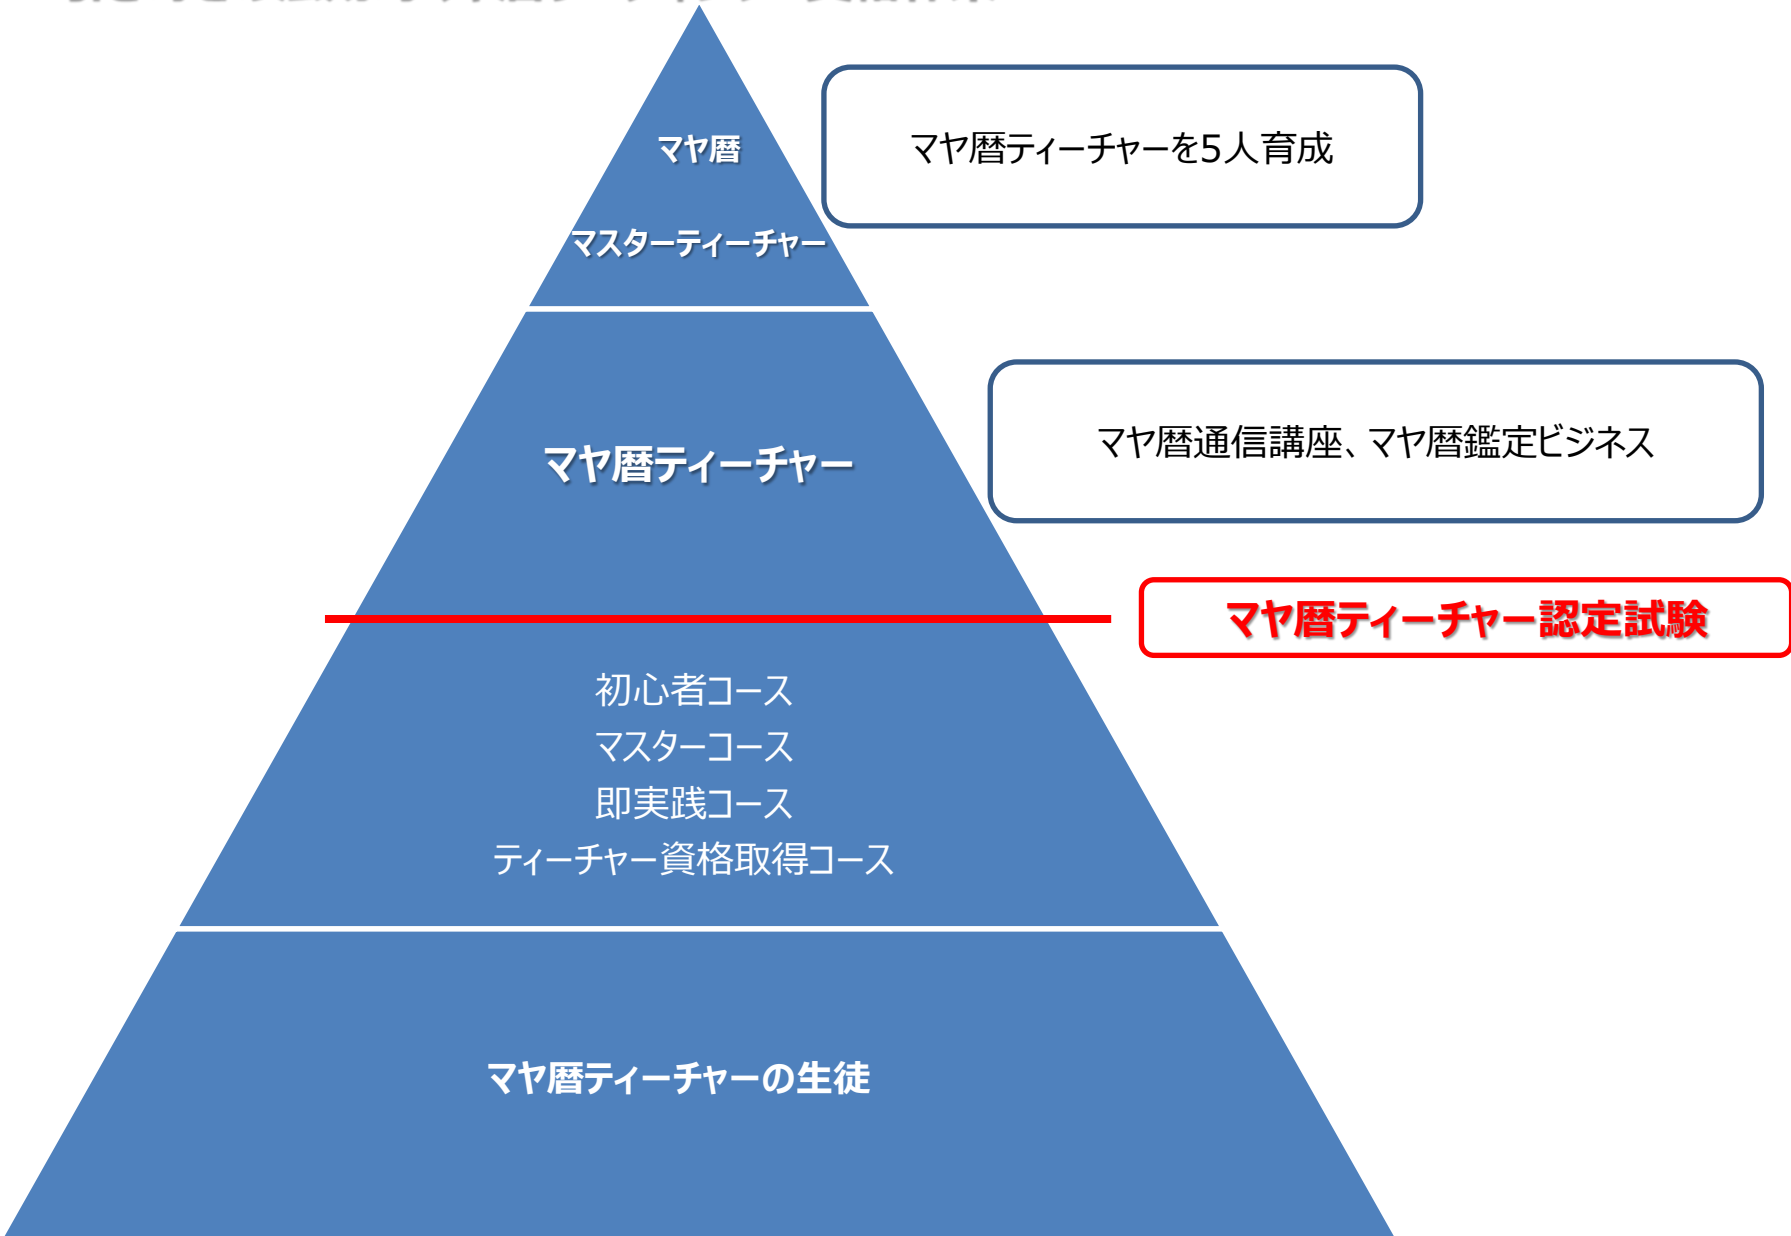 マヤ暦
マスターティーチャー
マヤ暦ティーチャーを5人育成
マヤ暦ティーチャー
マヤ暦通信講座、マヤ暦鑑定ビジネス
マヤ暦ティーチャー認定試験
初心者コース
マスターコース
即実践コース
ティーチャー資格取得コース
マヤ暦ティーチャーの生徒